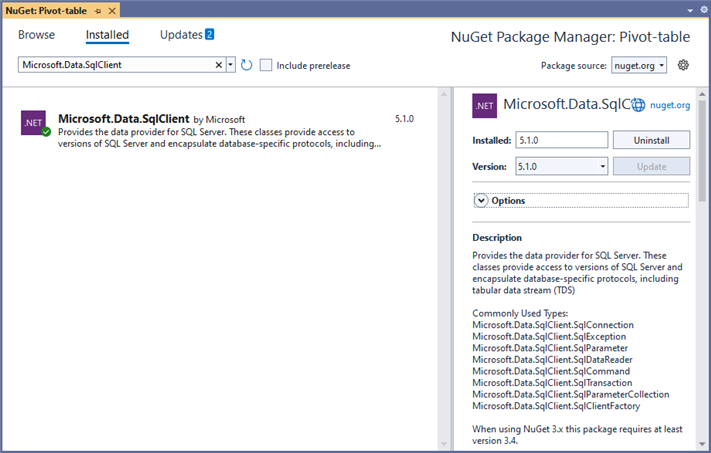 NuGet: Pivot-table
Browse Installed Updates 2
NuGet Package Manager: Pivot-table
Microsoft.Data.SqlClient
Include prerelease
Package source: nuget.org
.NET
Microsoft.Data.SqlClient by Microsoft 5.1.0
Provides the data provider for SQL Server. These classes provide access to
versions of SQL Server and encapsulate database-specific protocols, including...
.NET
Microsoft.Data.SqlC nuget.org
Installed: 5.1.0 Uninstall
Version: 5.1.0 Update
Options
Description
Provides the data provider for SQL Server. These
classes provide access to versions of SQL Server and
encapsulate database-specific protocols, including
tabular data stream (TDS)
Commonly Used Types:
Microsoft.Data.SqlClient.SqlConnection
Microsoft.Data.SqlClient.SqlException
Microsoft.Data.SqlClient.SqlParameter
Microsoft.Data.SqlClient.SqlDataReader
Microsoft.Data.SqlClient.SqlCommand
Microsoft.Data.SqlClient.SqlTransaction
Microsoft.Data.SqlClient.SqlParameterCollection
Microsoft.Data.SqlClient.SqlClientFactory
When using NuGet 3.x this package requires at least
version 3.4.